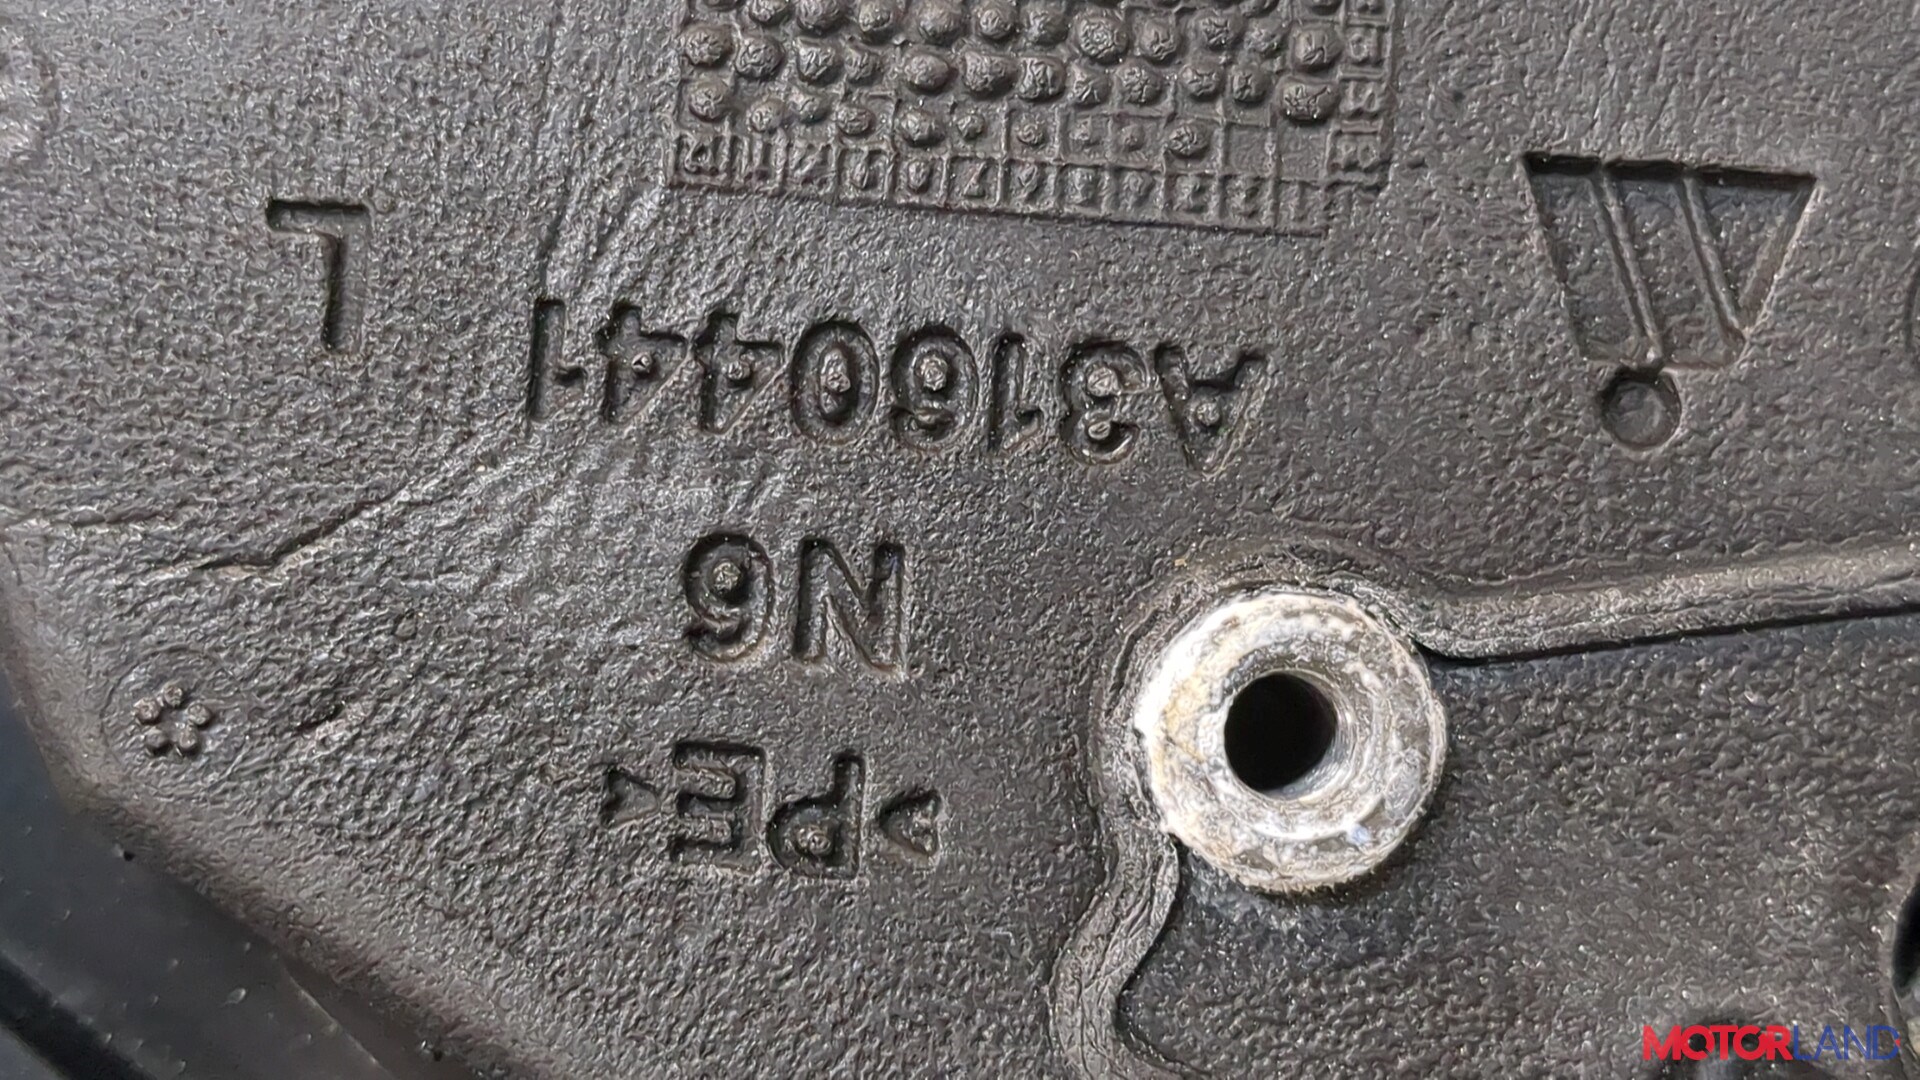 >PE<
N6
A3160441
L
MOTORLAND